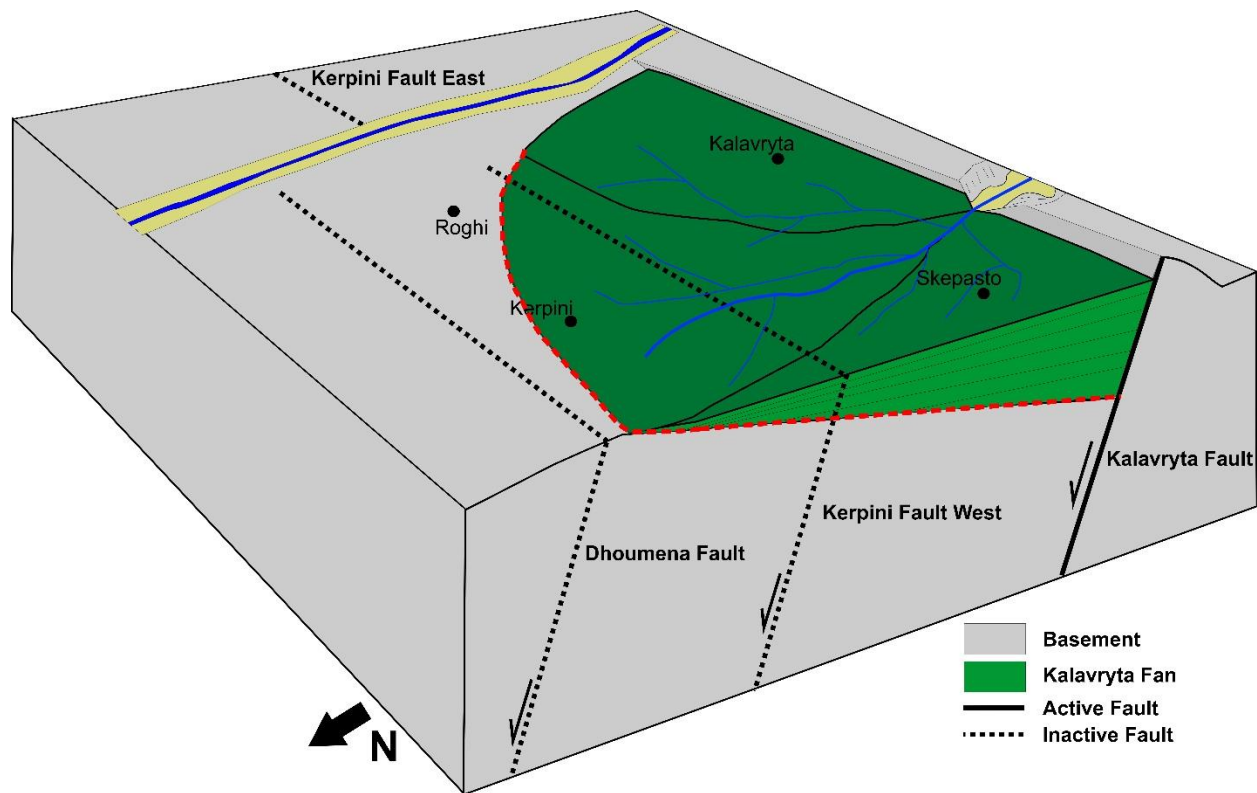 Kerpini Fault East
Kalavryta
Roghi
Skepasto
Kerpini
Kalavryta Fault
Kerpini Fault West
Dhoumena Fault
Basement
Kalavryta Fan
Active Fault
Inactive Fault
N